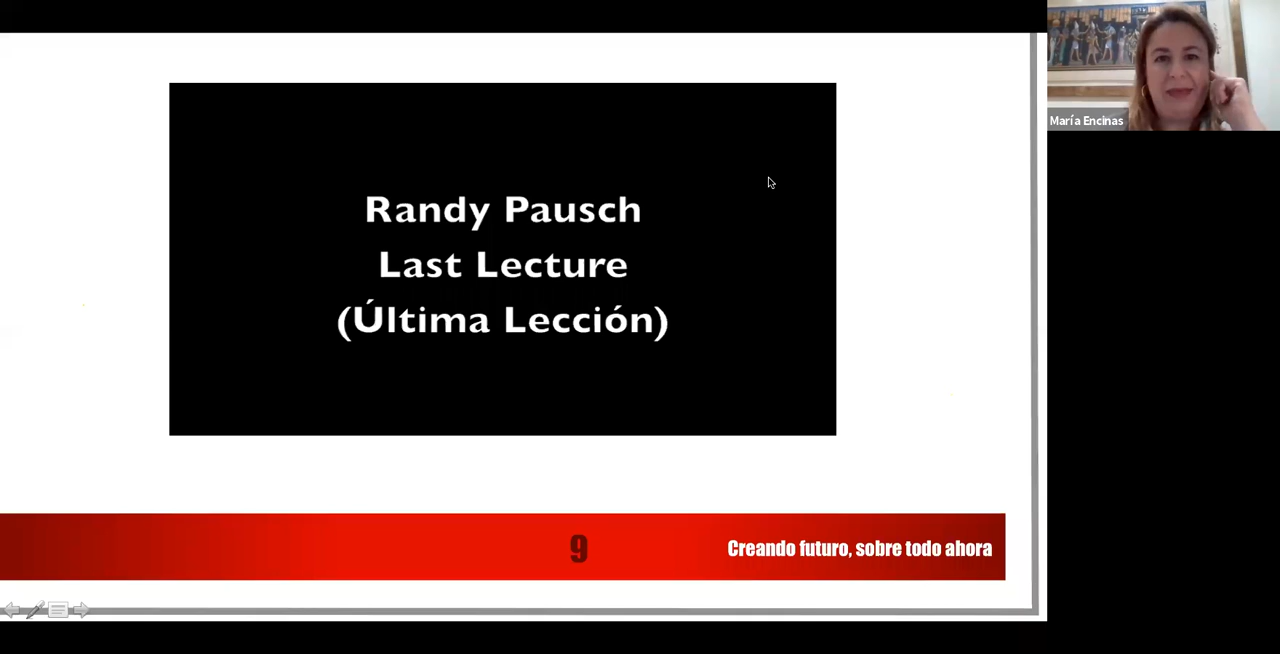 Randy Pausch
Last Lecture
(Última Lección)
María Encinas
9
Creando futuro, sobre todo ahora